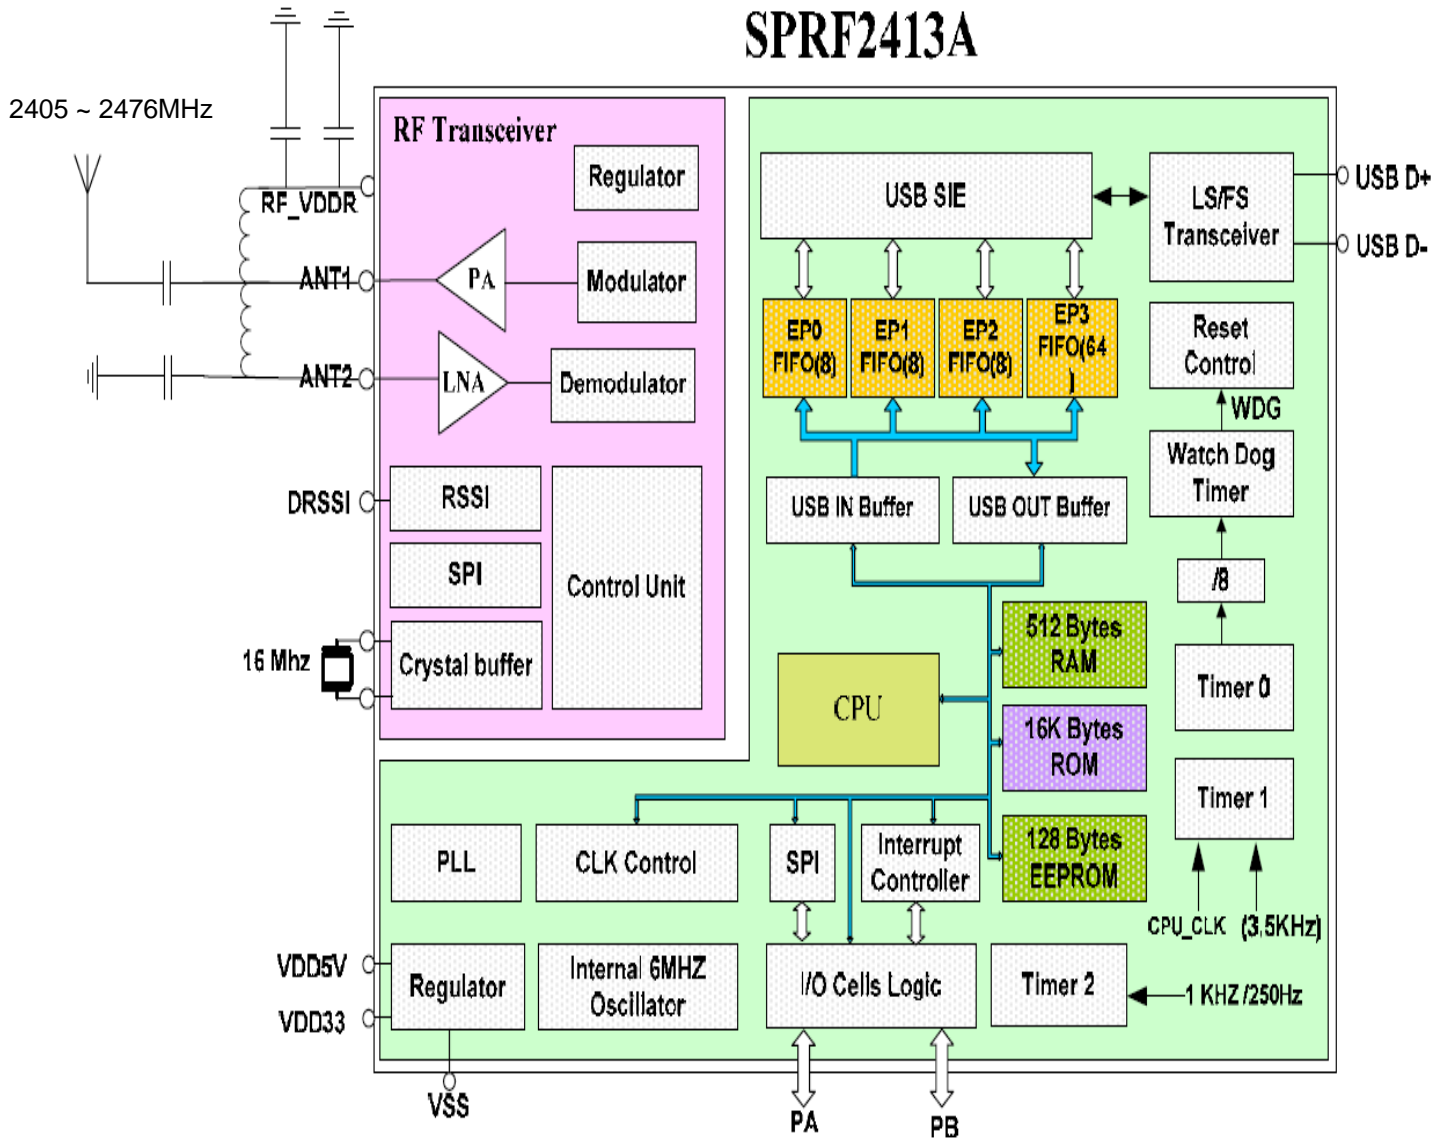 SPRF2413A
2405 ~ 2476MHz
RF Transceiver
Regulator
RF_VDDR
ANT1
PA
Modulator
ANT2
LNA
Demodulator
DRSSI
RSSI
SPI
Control Unit
16 Mhz
Crystal buffer
USB SIE
LS/FS
Transceiver
USB D+
USB D-
EP0
FIFO(8)
EP1
FIFO(8)
EP2
FIFO(8)
EP3
FIFO(64
)
Reset
Control
WDG
Watch Dog
Timer
USB IN Buffer
USB OUT Buffer
/8
512 Bytes
RAM
Timer 0
CPU
16K Bytes
ROM
Timer 1
128 Bytes
EEPROM
CPU_CLK
(3.5KHz)
PLL
CLK Control
SPI
Interrupt
Controller
VDD5V
VDD33
Regulator
Internal 6MHZ
Oscillator
I/O Cells Logic
Timer 2
1 KHZ /250Hz
VSS
PA
PB